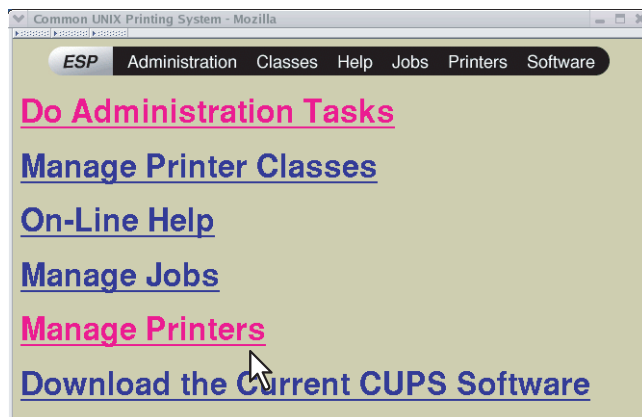 Common UNIX Printing System - Mozilla
ESP Administration Classes Help Jobs Printers Software
Do Administration Tasks
Manage Printer Classes
On-Line Help
Manage Jobs
Manage Printers
Download the Current CUPS Software